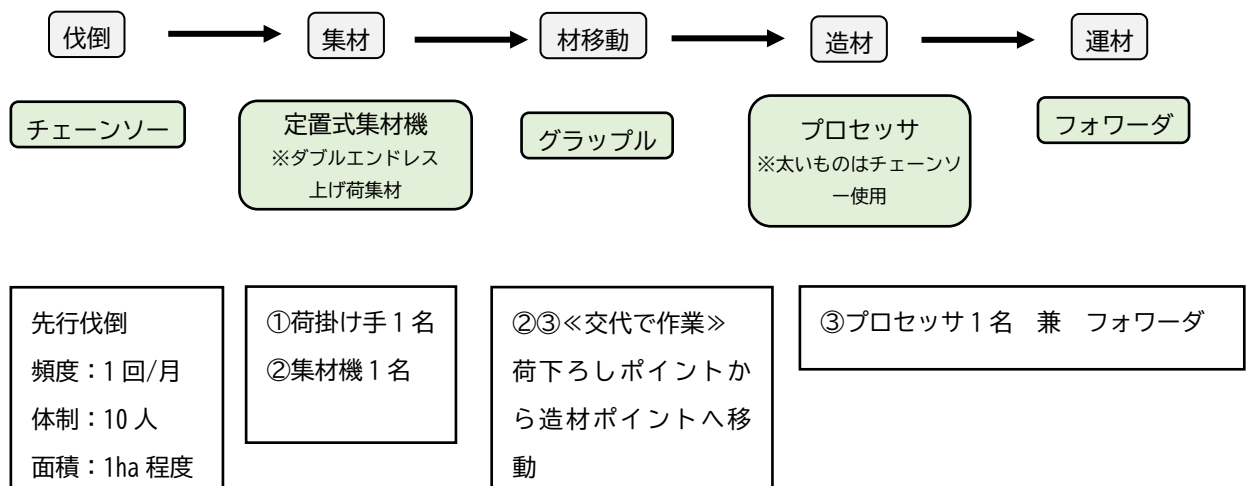 伐倒
集材
材移動
造材
運材
チェーンソー
定置式集材機
※ダブルエンドレス
上げ荷集材
グラップル
プロセッサ
※太いものはチェーンソ
ー使用
フォワーダ
先行伐倒
頻度：1回/月
体制：10人
面積：1ha程度
①荷掛け手1名
②集材機1名
②③≪交代で作業≫
荷下ろしポイントか
ら造材ポイントへ移
動
③プロセッサ1名　兼　フォワーダ